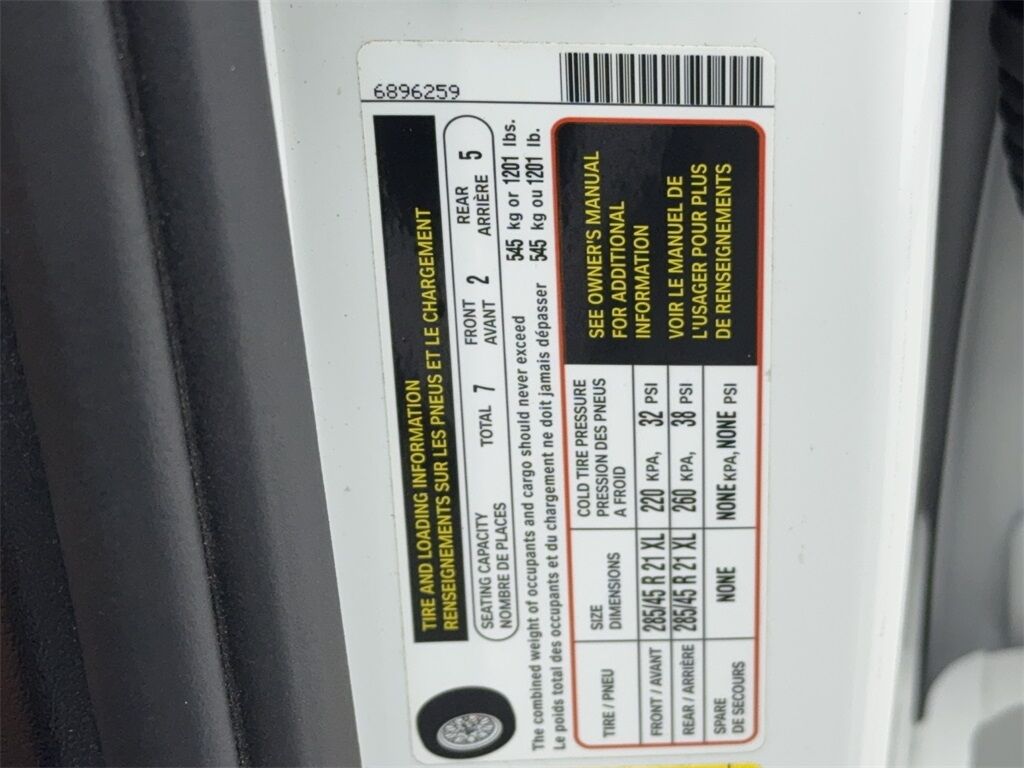 6896259
TIRE AND LOADING INFORMATION
RENSEIGNEMENTS SUR LES PNEUS ET LE CHARGEMENT
SEATING CAPACITY
NOMBRE DE PLACES
TOTAL 7
FRONT
AVANT 2
REAR
ARRIÈRE 5
The combined weight of occupants and cargo should never exceed 545 kg or 1201 lbs.
Le poids total des occupants et du chargement ne doit jamais dépasser 545 kg ou 1201 lb.
TIRE / PNEU
SIZE
DIMENSIONS
COLD TIRE PRESSURE
PRESSION DES PNEUS
A FROID
FRONT / AVANT 285/45 R 21 XL 220 KPA, 32 PSI
REAR / ARRIÈRE 285/45 R 21 XL 260 KPA, 38 PSI
SPARE
DE SECOURS
NONE NONE KPA, NONE PSI
SEE OWNER'S MANUAL
FOR ADDITIONAL
INFORMATION
VOIR LE MANUEL DE
L'USAGER POUR PLUS
DE RENSEIGNEMENTS